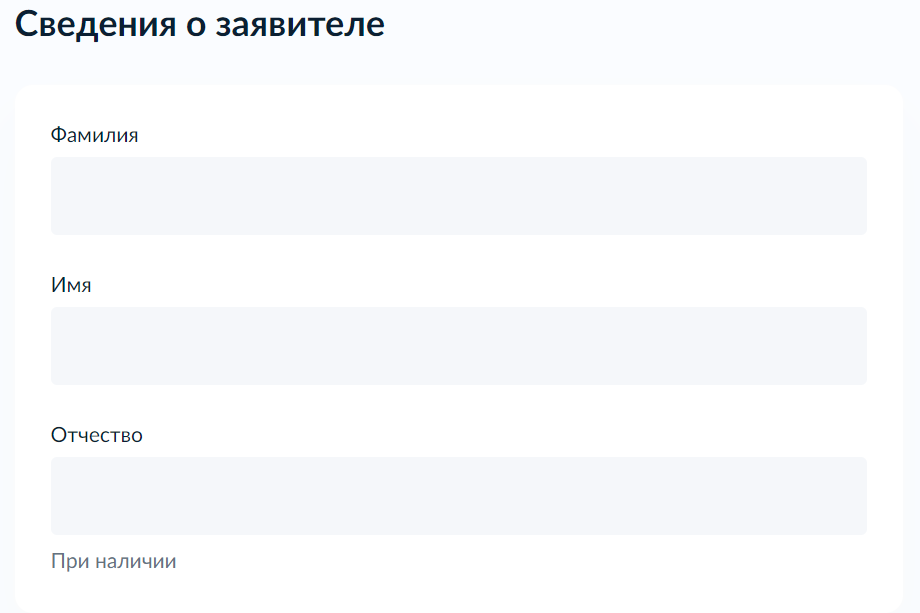 Сведения о заявителе
Фамилия
Имя
Отчество
При наличии